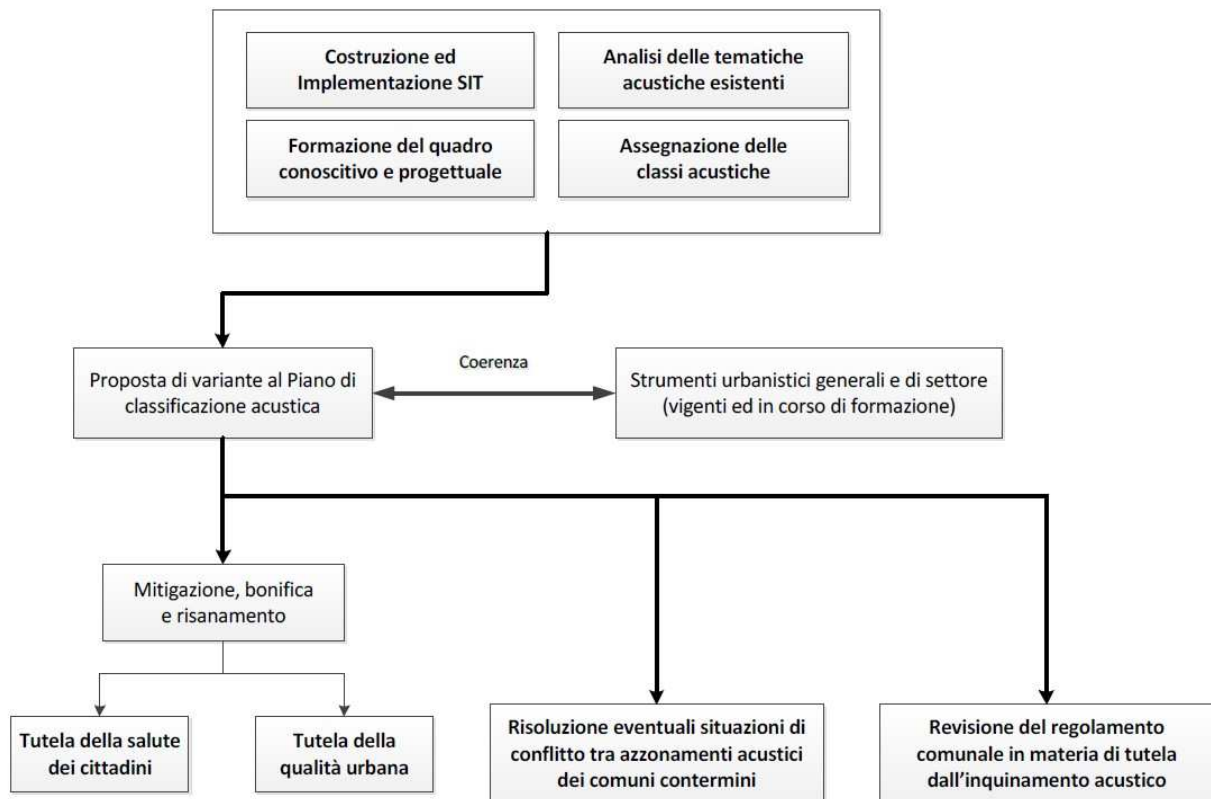 Costruzione ed
Implementazione SIT
Analisi delle tematiche
acustiche esistenti
Formazione del quadro
conoscitivo e progettuale
Assegnazione delle
classi acustiche
Proposta di variante al Piano di
classificazione acustica
Coerenza
Strumenti urbanistici generali e di settore
(vigenti ed in corso di formazione)
Mitigazione, bonifica
e risanamento
Tutela della salute
dei cittadini
Tutela della
qualità urbana
Risoluzione eventuali situazioni di
conflitto tra azzonamenti acustici
dei comuni contermini
Revisione del regolamento
comunale in materia di tutela
dall'inquinamento acustico